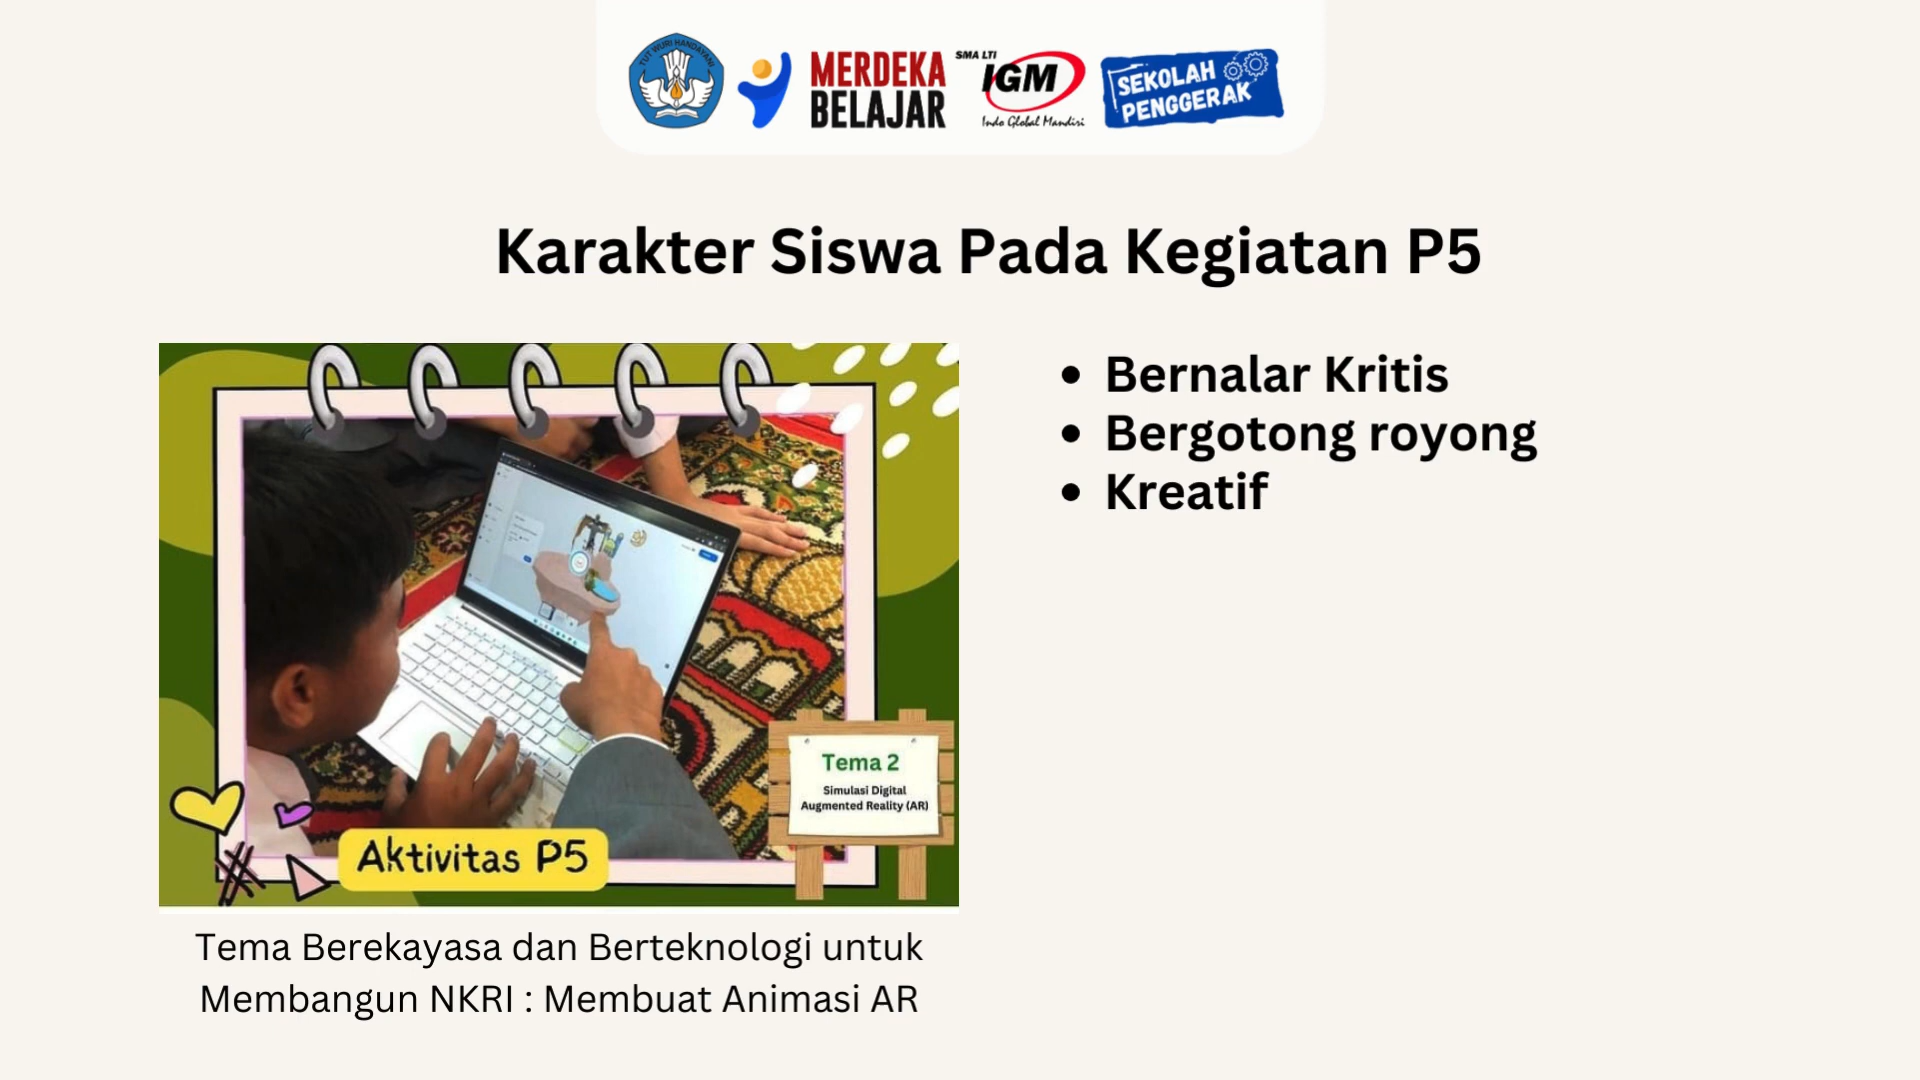 TUT WURI HANDAYANI
MERDEKA
BELAJAR
SMA LTI
IGM
Indo Global Mandiri
SEKOLAH
PENGGERAK
Karakter Siswa Pada Kegiatan P5
Tema 2
Simulasi Digital
Augmented Reality (AR)
Aktivitas P5
Tema Berekayasa dan Berteknologi untuk
Membangun NKRI : Membuat Animasi AR
• Bernalar Kritis
• Bergotong royong
• Kreatif